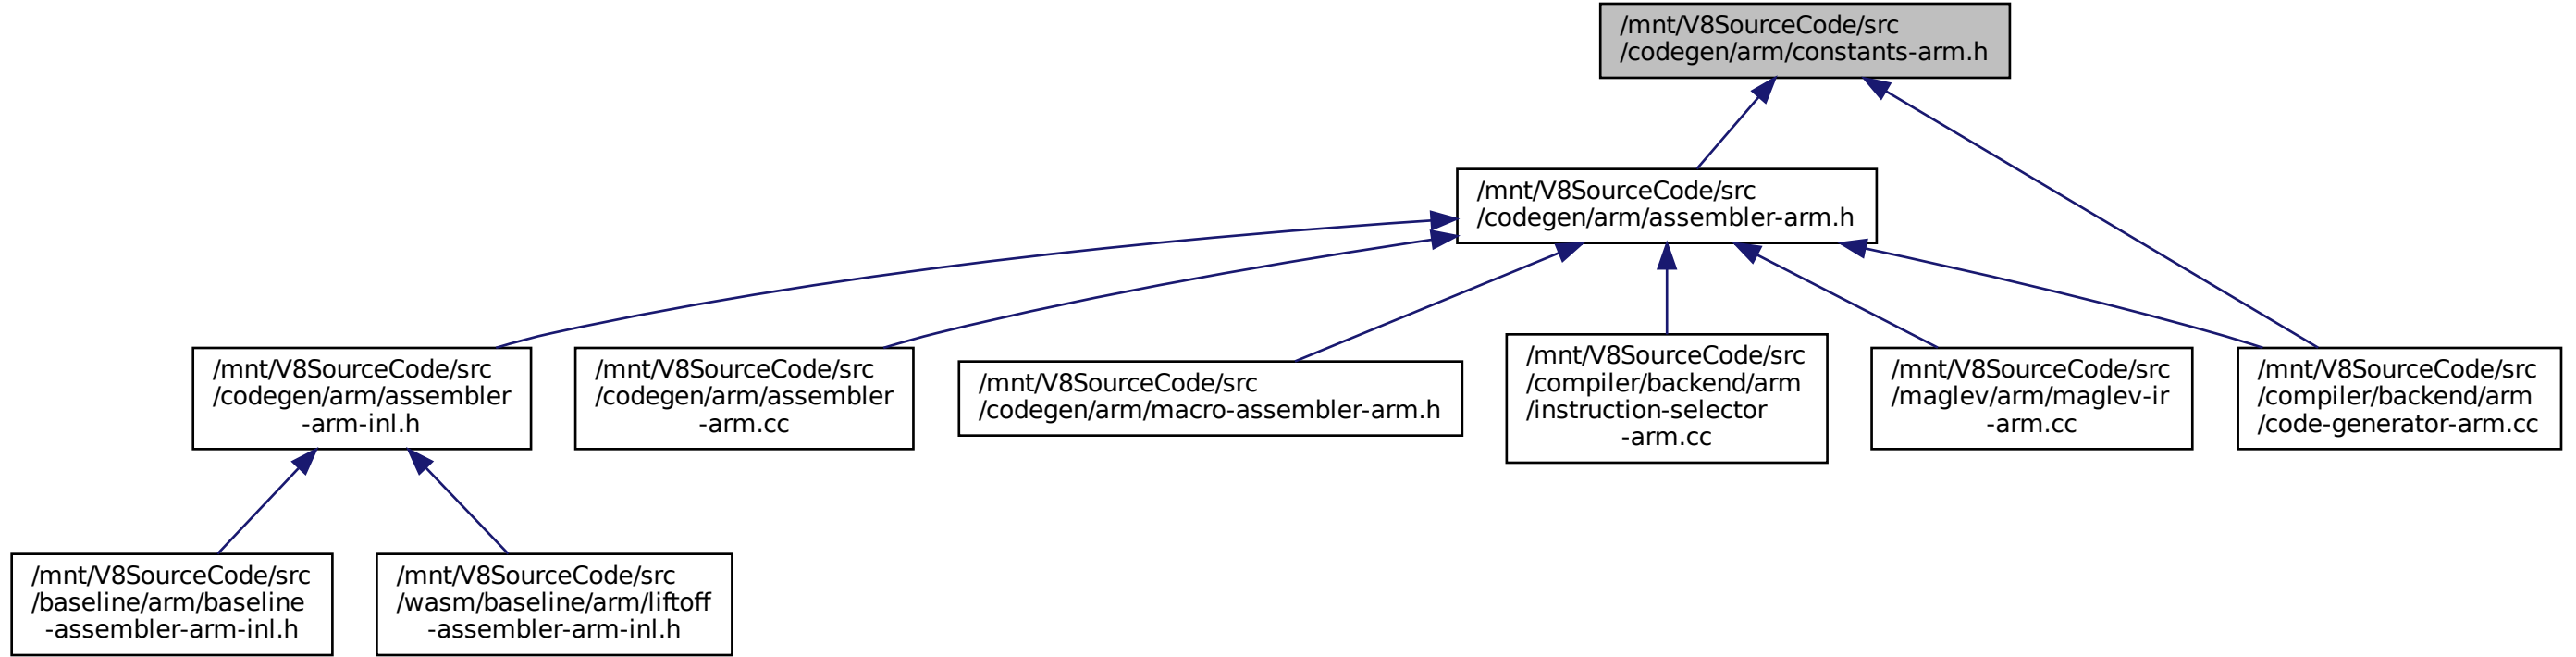 /mnt/V8SourceCode/src
/codegen/arm/constants-arm.h
/mnt/V8SourceCode/src
/codegen/arm/assembler-arm.h
/mnt/V8SourceCode/src
/codegen/arm/assembler
-arm-inl.h
/mnt/V8SourceCode/src
/codegen/arm/assembler
-arm.cc
/mnt/V8SourceCode/src
/codegen/arm/macro-assembler-arm.h
/mnt/V8SourceCode/src
/compiler/backend/arm
/instruction-selector
-arm.cc
/mnt/V8SourceCode/src
/maglev/arm/maglev-ir
-arm.cc
/mnt/V8SourceCode/src
/compiler/backend/arm
/code-generator-arm.cc
/mnt/V8SourceCode/src
/baseline/arm/baseline
-assembler-arm-inl.h
/mnt/V8SourceCode/src
/wasm/baseline/arm/liftoff
-assembler-arm-inl.h